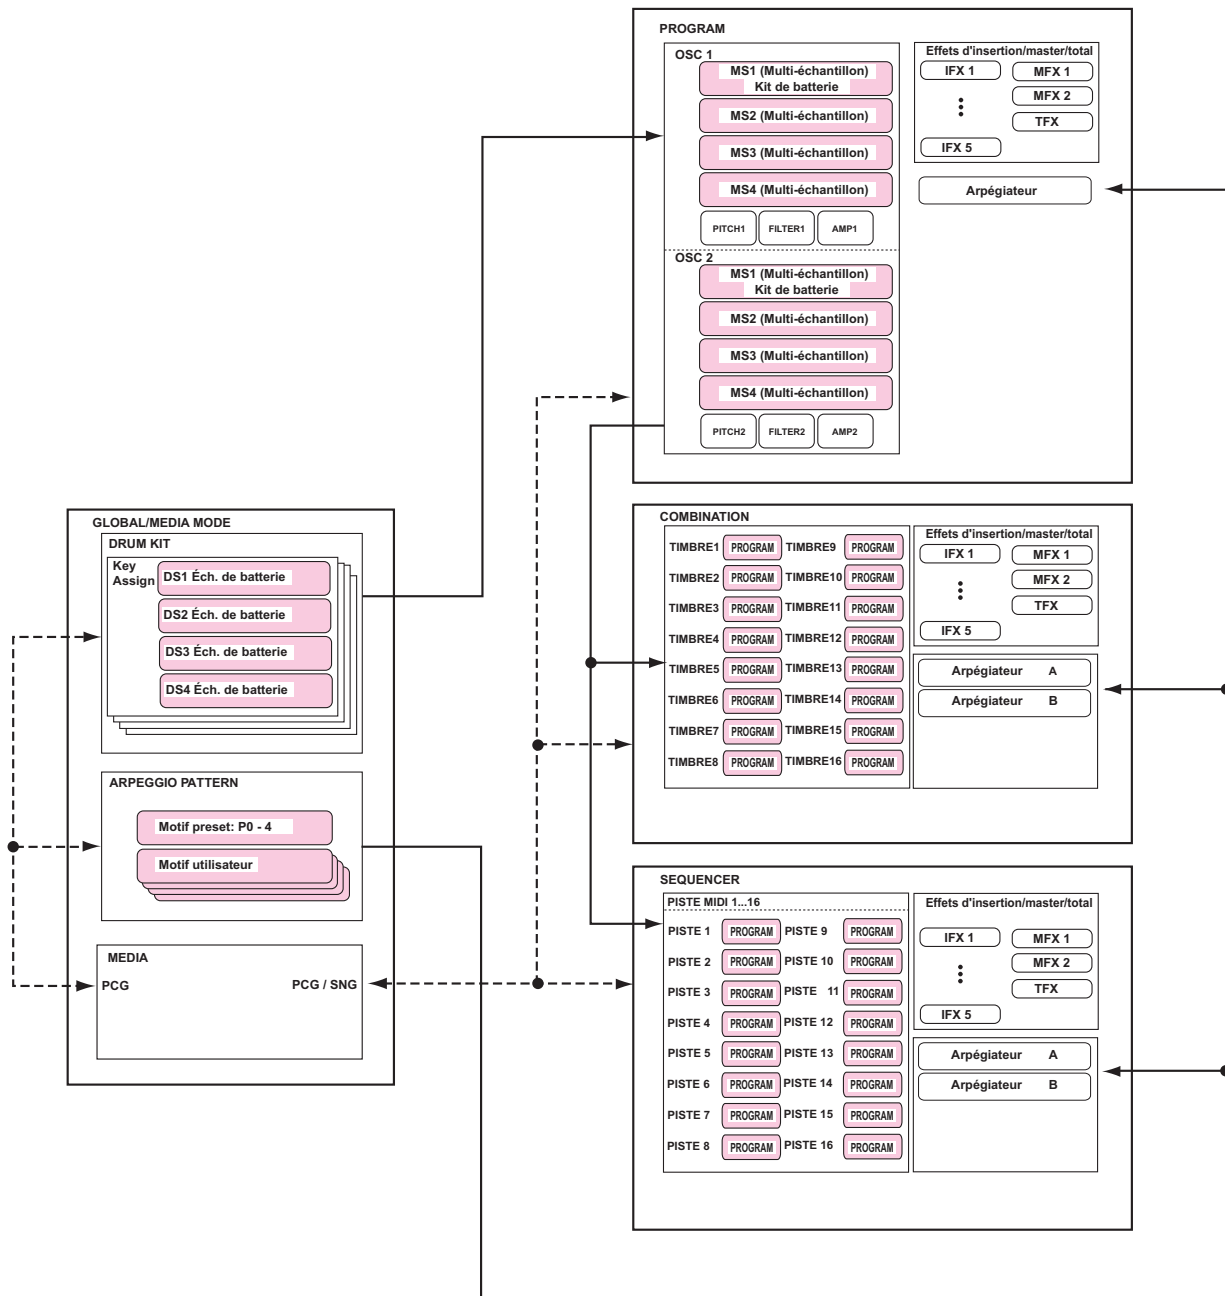 PROGRAM
OSC 1
MS1 (Multi-échantillon)
Kit de batterie
MS2 (Multi-échantillon)
MS3 (Multi-échantillon)
MS4 (Multi-échantillon)
PITCH1 FILTER1 AMP1
OSC 2
MS1 (Multi-échantillon)
Kit de batterie
MS2 (Multi-échantillon)
MS3 (Multi-échantillon)
MS4 (Multi-échantillon)
PITCH2 FILTER2 AMP2
Effets d'insertion/master/total
IFX 1 MFX 1
MFX 2
TFX
IFX 5
Arpégiateur
GLOBAL/MEDIA MODE
DRUM KIT
Key
Assign
DS1 Éch. de batterie
DS2 Éch. de batterie
DS3 Éch. de batterie
DS4 Éch. de batterie
ARPEGGIO PATTERN
Motif preset: P0 - 4
Motif utilisateur
MEDIA
PCG PCG / SNG
COMBINATION
TIMBRE1 PROGRAM TIMBRE9 PROGRAM
TIMBRE2 PROGRAM TIMBRE10 PROGRAM
TIMBRE3 PROGRAM TIMBRE11 PROGRAM
TIMBRE4 PROGRAM TIMBRE12 PROGRAM
TIMBRE5 PROGRAM TIMBRE13 PROGRAM
TIMBRE6 PROGRAM TIMBRE14 PROGRAM
TIMBRE7 PROGRAM TIMBRE15 PROGRAM
TIMBRE8 PROGRAM TIMBRE16 PROGRAM
Effets d'insertion/master/total
IFX 1 MFX 1
MFX 2
TFX
IFX 5
Arpégiateur A
Arpégiateur B
SEQUENCER
PISTE MIDI 1...16
PISTE 1 PROGRAM PISTE 9 PROGRAM
PISTE 2 PROGRAM PISTE 10 PROGRAM
PISTE 3 PROGRAM PISTE 11 PROGRAM
PISTE 4 PROGRAM PISTE 12 PROGRAM
PISTE 5 PROGRAM PISTE 13 PROGRAM
PISTE 6 PROGRAM PISTE 14 PROGRAM
PISTE 7 PROGRAM PISTE 15 PROGRAM
PISTE 8 PROGRAM PISTE 16 PROGRAM
Effets d'insertion/master/total
IFX 1 MFX 1
MFX 2
TFX
IFX 5
Arpégiateur A
Arpégiateur B